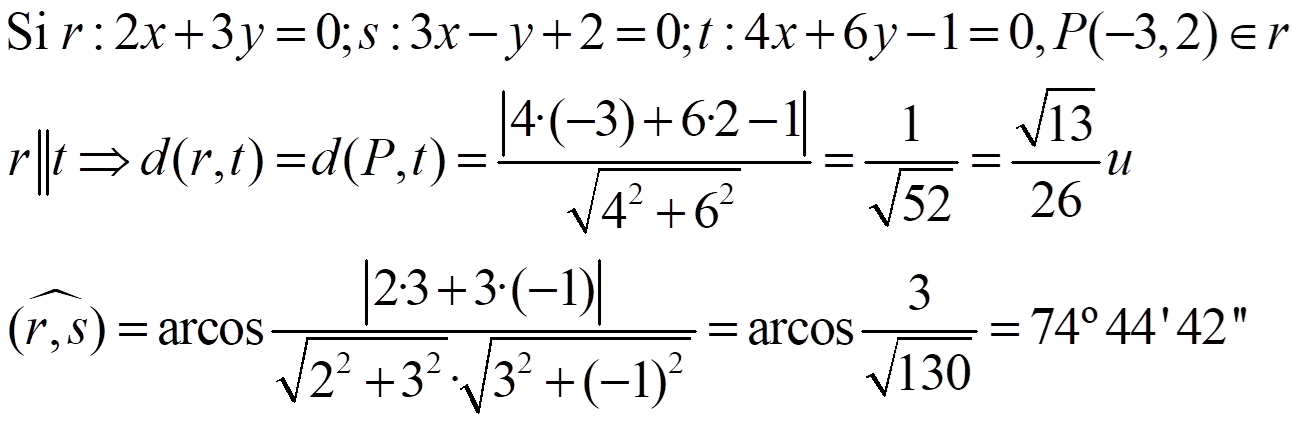 Si r : 2x + 3y = 0; s : 3x − y + 2 = 0; t : 4x + 6y − 1 = 0, P(−3, 2) ∈ r
r ∥ t ⇒ d(r, t) = d(P, t) = |4·(−3) + 6·2 − 1| / √(4² + 6²) = 1/√52 = √13/26 u
(r, s)^ = arcos |2·3 + 3·(−1)| / (√(2² + 3²)·√(3² + (−1)²)) = arcos 3/√130 = 74º 44' 42"